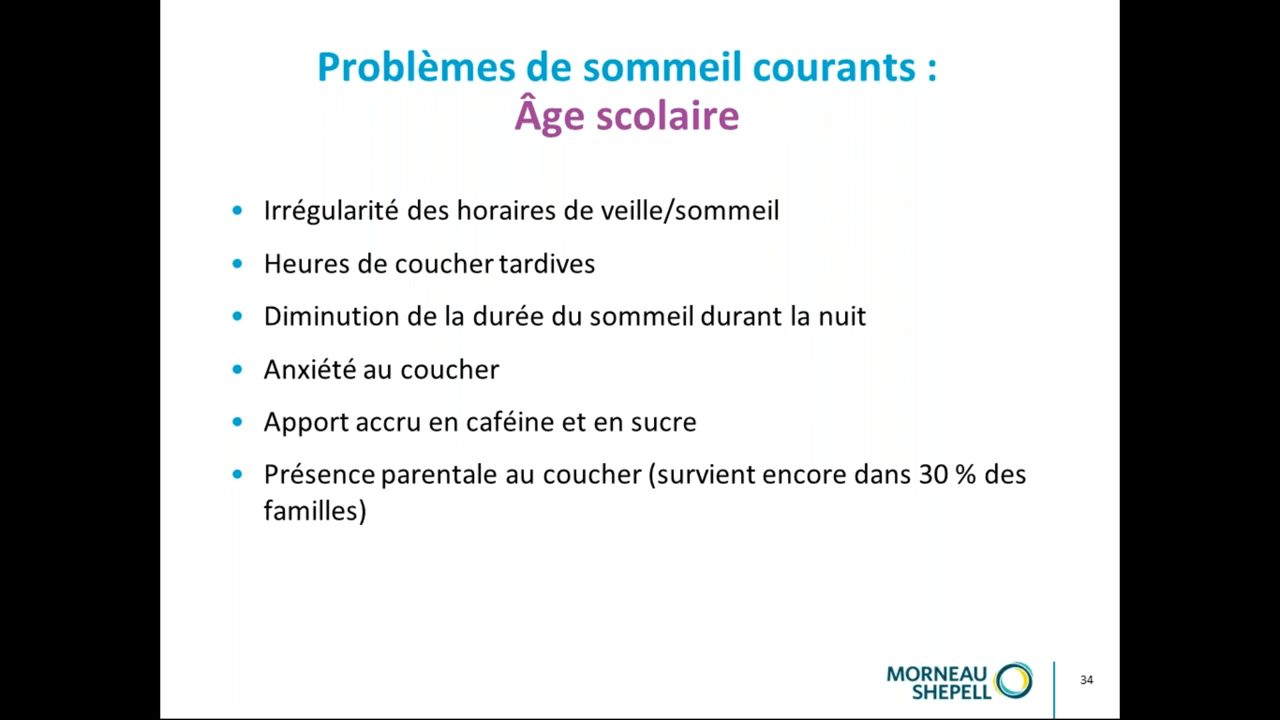 Problèmes de sommeil courants :
Âge scolaire
• Irrégularité des horaires de veille/sommeil
• Heures de coucher tardives
• Diminution de la durée du sommeil durant la nuit
• Anxiété au coucher
• Apport accru en caféine et en sucre
• Présence parentale au coucher (survient encore dans 30 % des
familles)
MORNEAU
SHEPELL
34